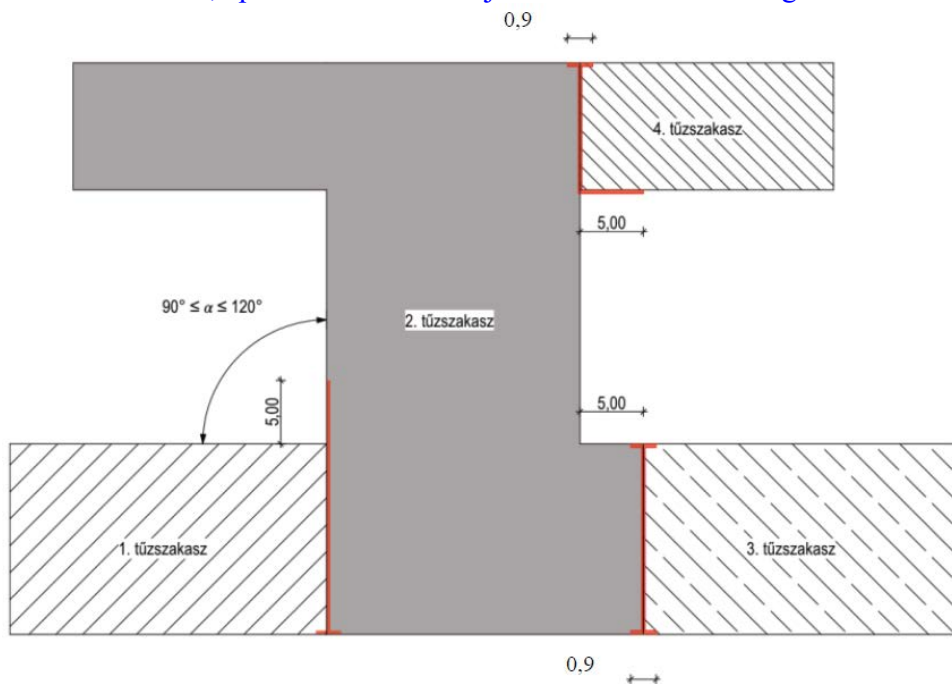 0,9
4. tűzszakasz
5,00
90° ≤ α ≤ 120°
2. tűzszakasz
5,00
5,00
1. tűzszakasz
3. tűzszakasz
0,9